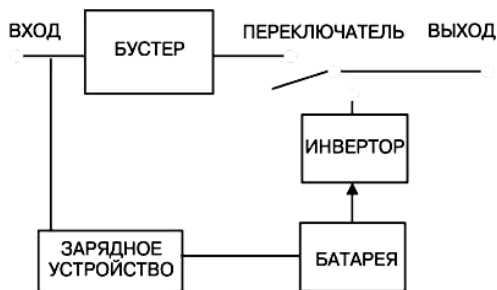 ВХОД
БУСТЕР
ПЕРЕКЛЮЧАТЕЛЬ
ВЫХОД
ИНВЕРТОР
ЗАРЯДНОЕ
УСТРОЙСТВО
БАТАРЕЯ